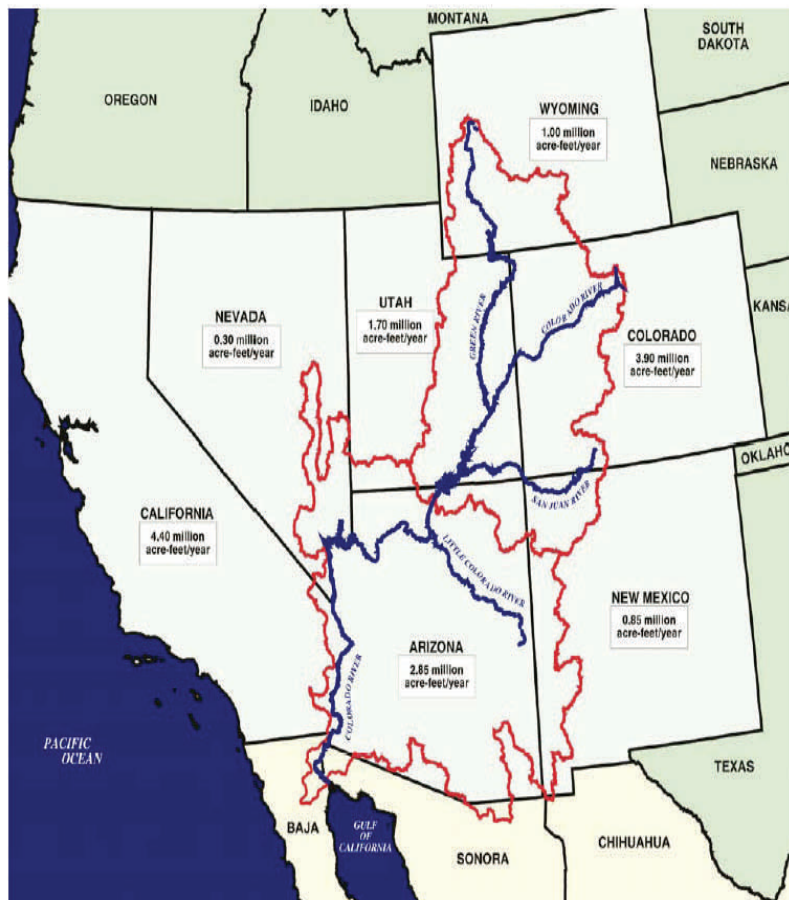 MONTANA
SOUTH
DAKOTA
OREGON
IDAHO
WYOMING
1.00 million
acre-feet/year
NEBRASKA
NEVADA
0.30 million
acre-feet/year
UTAH
1.70 million
acre-feet/year
GREEN RIVER
COLORADO RIVER
COLORADO
3.90 million
acre-feet/year
KANSA
OKLAHO
CALIFORNIA
4.40 million
acre-feet/year
SAN JUAN RIVER
LITTLE COLORADO RIVER
NEW MEXICO
0.85 million
acre-feet/year
ARIZONA
2.85 million
acre-feet/year
COLORADO RIVER
PACIFIC
OCEAN
TEXAS
BAJA
GULF
OF
CALIFORNIA
SONORA
CHIHUAHUA